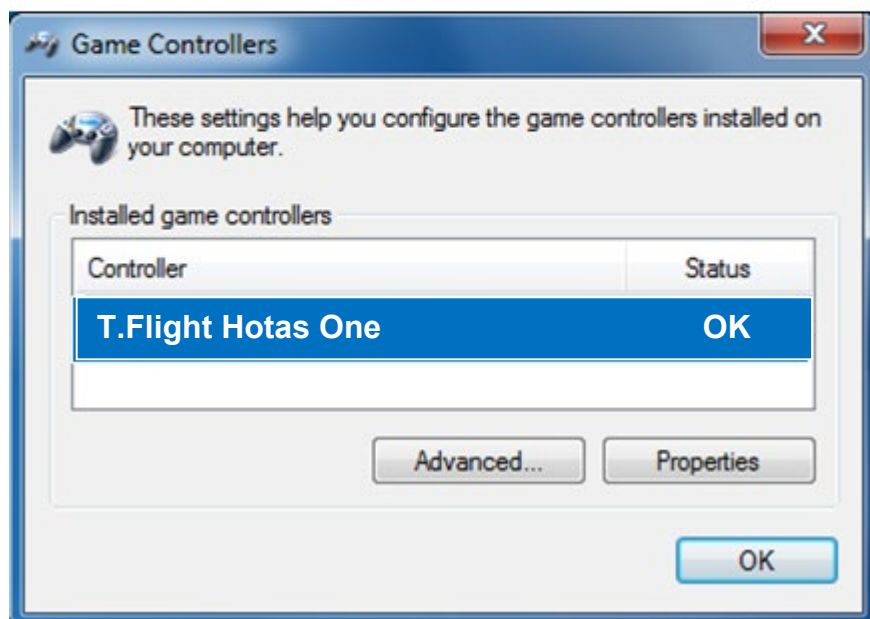 Game Controllers
These settings help you configure the game controllers installed on
your computer.
Installed game controllers
Controller Status
T.Flight Hotas One OK
Advanced... Properties
OK